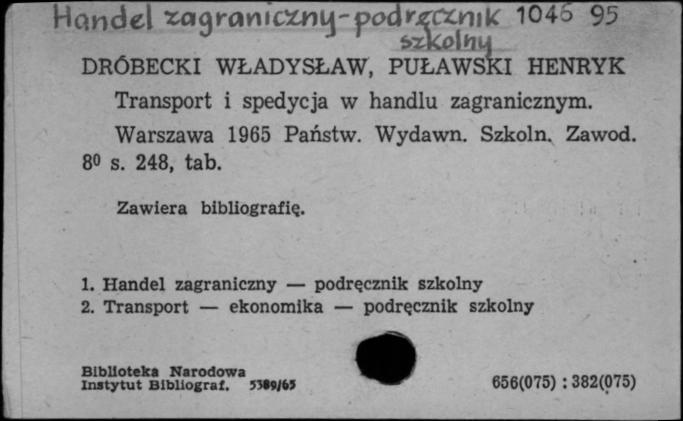 Handel zagraniczny-podręcznik 1046 95
szkolny
DRÓBECKI WŁADYSŁAW, PUŁAWSKI HENRYK
Transport i spedycja w handlu zagranicznym.
Warszawa 1965 Państw. Wydawn. Szkoln. Zawod.
8⁰ s. 248, tab.
Zawiera bibliografię.
1. Handel zagraniczny — podręcznik szkolny
2. Transport — ekonomika — podręcznik szkolny
Biblioteka Narodowa
Instytut Bibliograf. 5389/65
656(075) : 382(075)